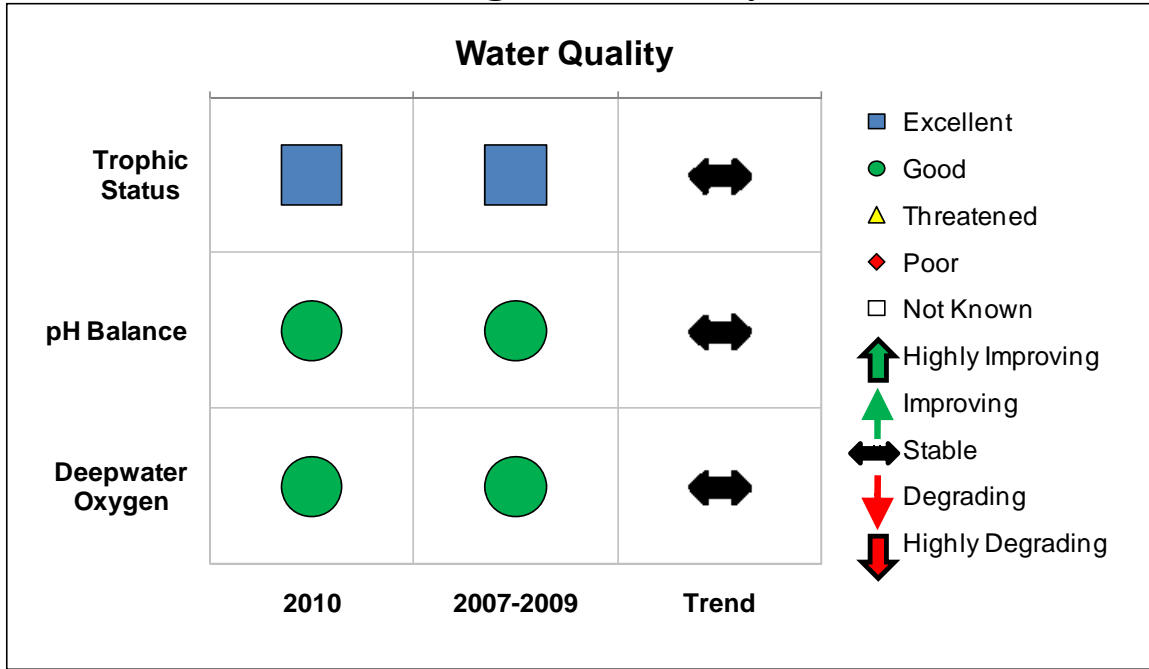 Water Quality
Trophic
Status
pH Balance
Deepwater
Oxygen
2010
2007-2009
Trend
Excellent
Good
Threatened
Poor
Not Known
Highly Improving
Improving
Stable
Degrading
Highly Degrading